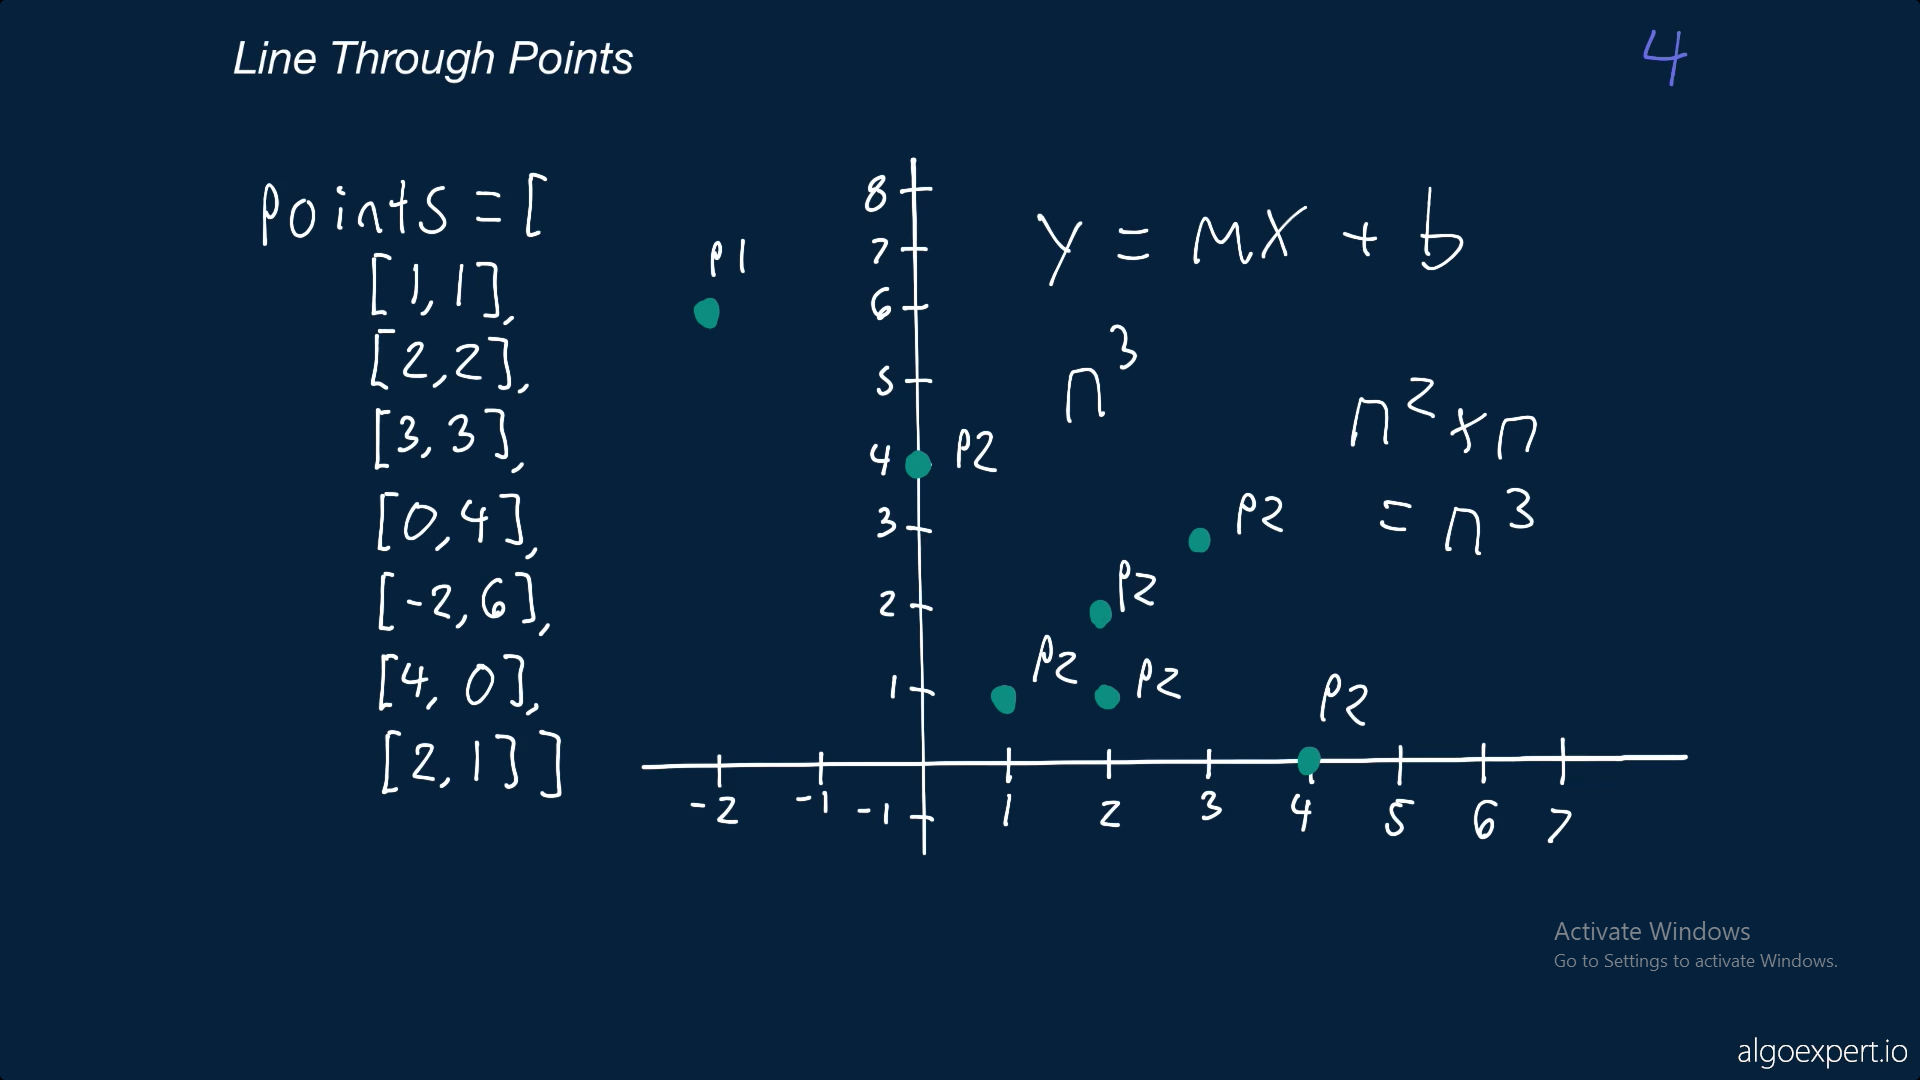 Line Through Points
4
points = [
[1,1],
[2,2],
[3,3],
[0,4],
[-2,6],
[4, 0],
[2,1]]
y = mx + b
n³
n² x n
= n³
P1
P2
P2
P2
P2
P2
P2
8
7
6
5
4
3
2
1
-1
-2 -1 1 2 3 4 5 6 7
Activate Windows
Go to Settings to activate Windows.
algoexpert.io